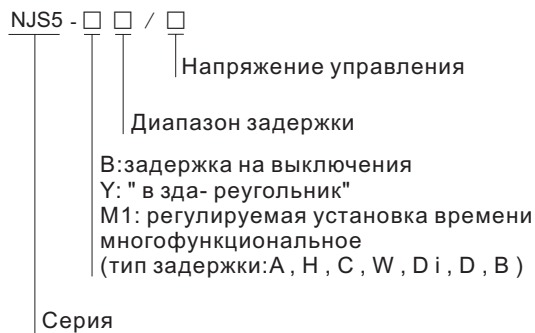 NJS5 - □ □ / □
Напряжение управления
Диапазон задержки
B:задержка на выключения
Y: " в зда- реугольник"
M1: регулируемая установка времени
многофункциональное
(тип задержки:A , H , C , W , D i , D , B )
Серия